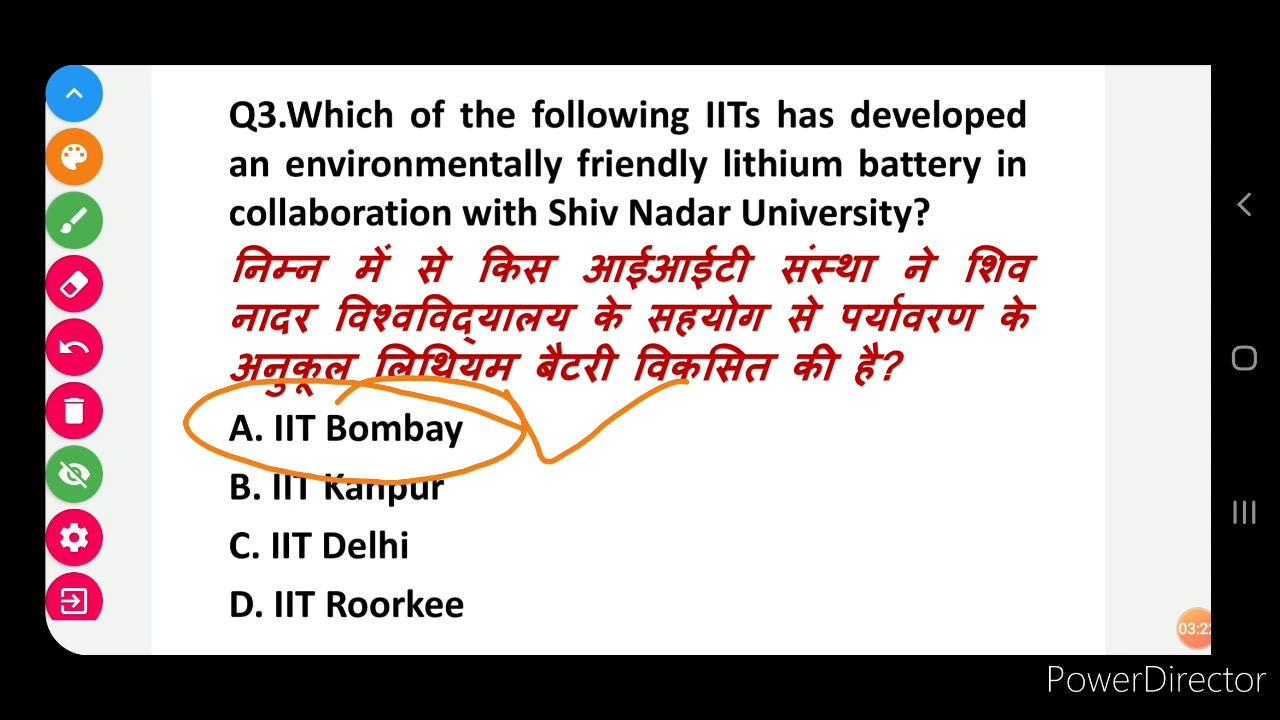 Q3.Which of the following IITs has developed
an environmentally friendly lithium battery in
collaboration with Shiv Nadar University?
निम्न में से किस आईआईटी संस्था ने शिव
नादर विश्वविद्यालय के सहयोग से पर्यावरण के
अनुकूल लिथियम बैटरी विकसित की है?
A. IIT Bombay
B. IIT Kanpur
C. IIT Delhi
D. IIT Roorkee
03:22
PowerDirector